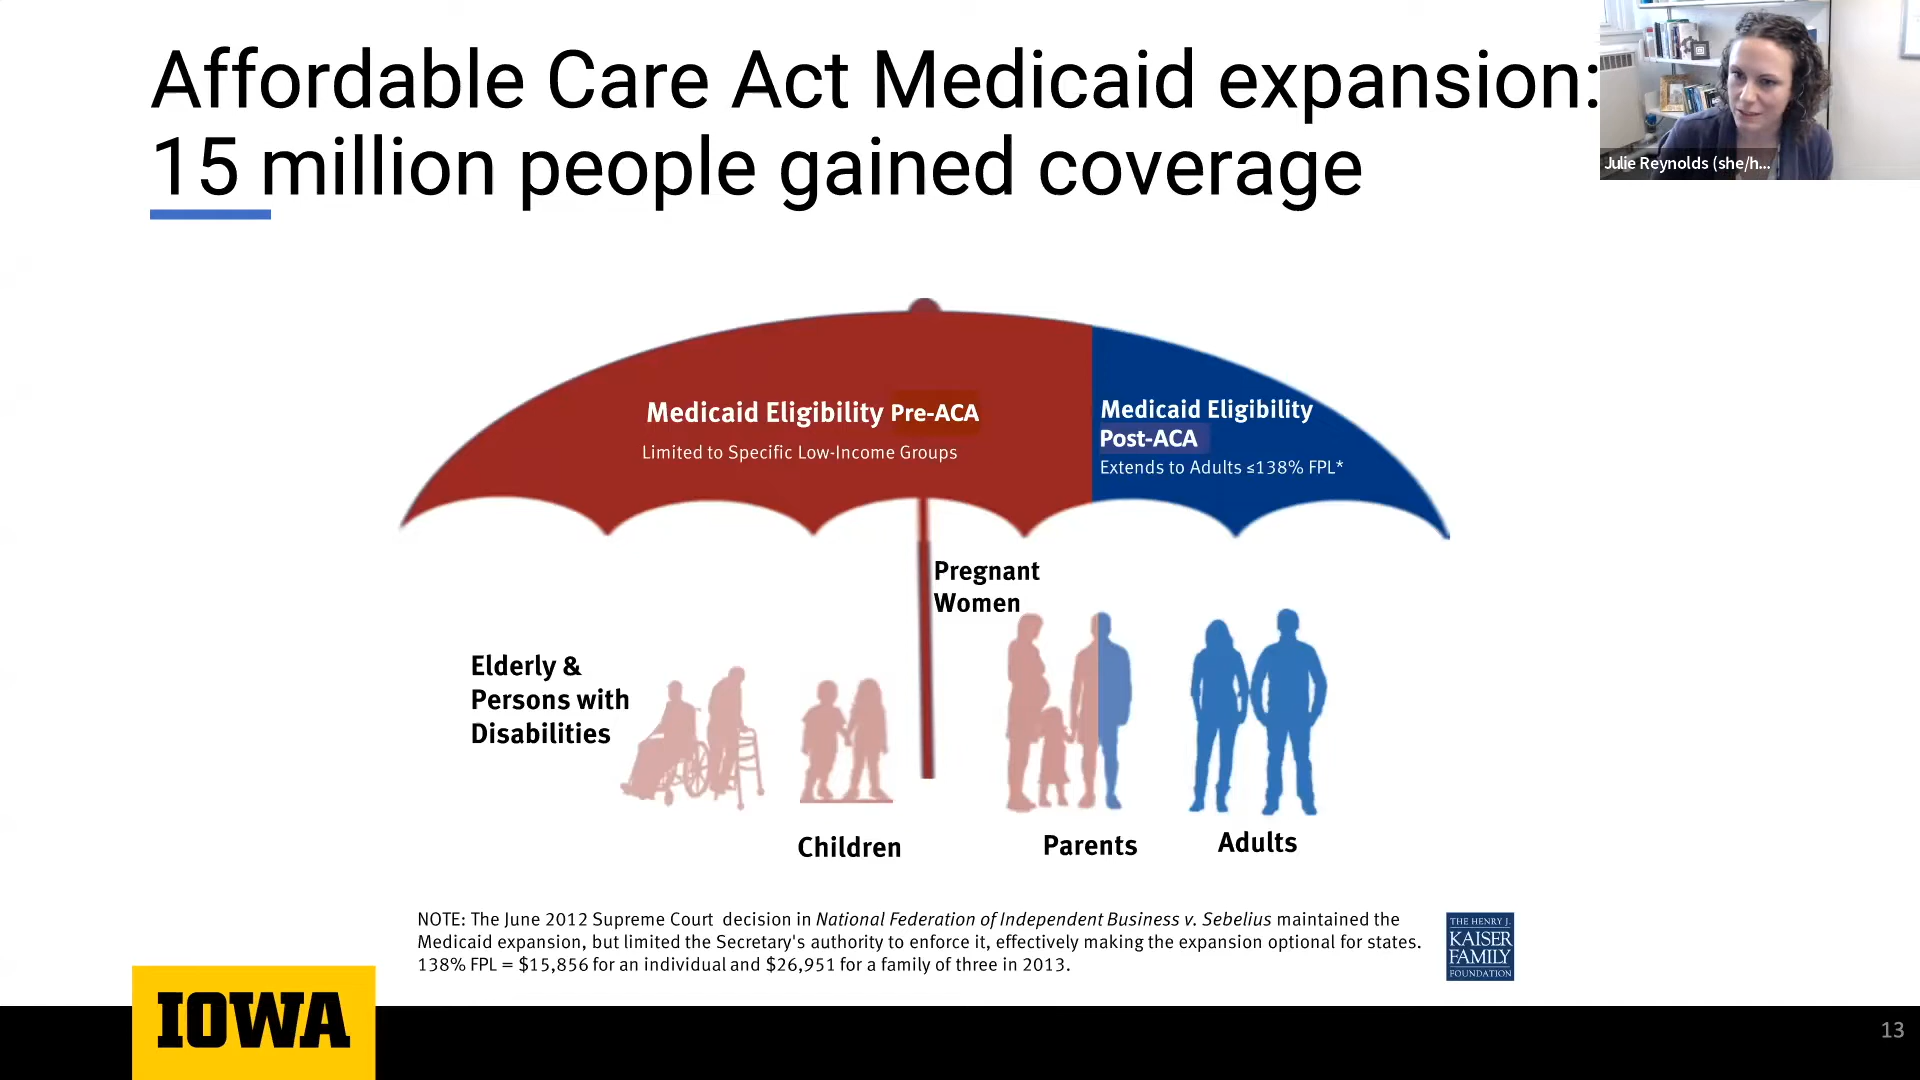 Affordable Care Act Medicaid expansion:
15 million people gained coverage
Julie Reynolds (she/h...
Medicaid Eligibility Pre-ACA
Limited to Specific Low-Income Groups
Medicaid Eligibility
Post-ACA
Extends to Adults ≤138% FPL*
Pregnant
Women
Elderly &
Persons with
Disabilities
Children
Parents
Adults
NOTE: The June 2012 Supreme Court decision in National Federation of Independent Business v. Sebelius maintained the
Medicaid expansion, but limited the Secretary's authority to enforce it, effectively making the expansion optional for states.
138% FPL = $15,856 for an individual and $26,951 for a family of three in 2013.
THE HENRY J.
KAISER
FAMILY
FOUNDATION
IOWA
13